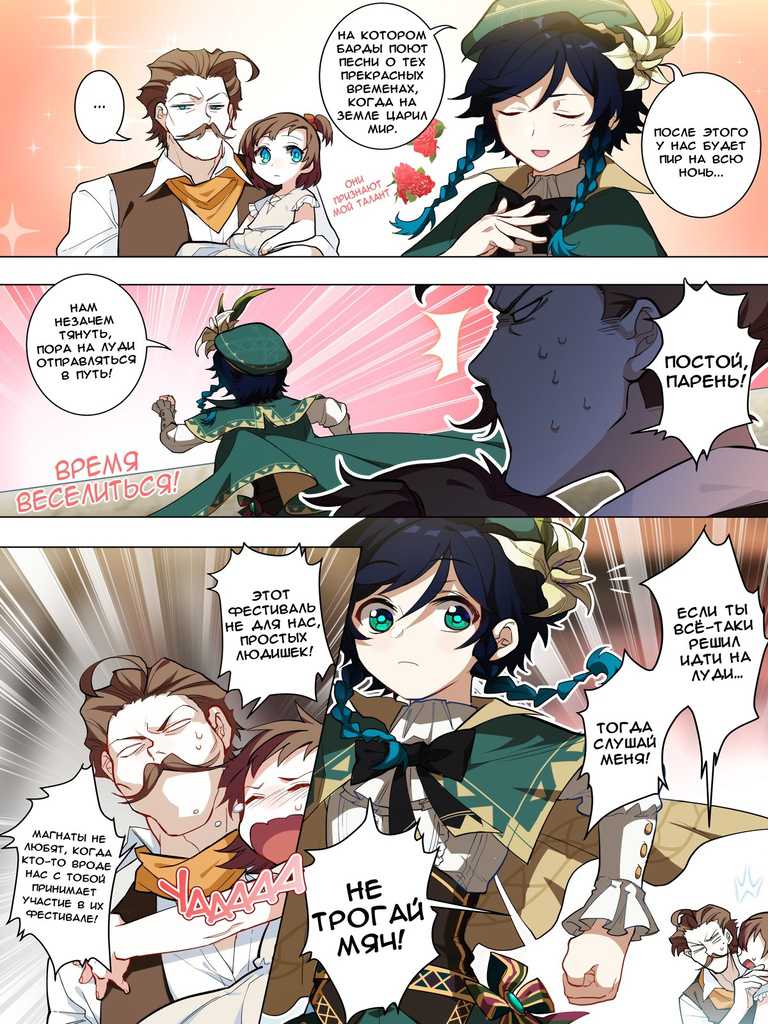 ПОСЛЕ ЭТОГО
У НАС БУДЕТ
ПИР НА ВСЮ
НОЧЬ...
НА КОТОРОМ
БАРДЫ ПОЮТ
ПЕСНИ О ТЕХ
ПРЕКРАСНЫХ
ВРЕМЕНАХ,
КОГДА НА
ЗЕМЛЕ ЦАРИЛ
МИР.
ОНИ
ПРИЗНАЮТ
МОЙ ТАЛАНТ
...
ПОСТОЙ,
ПАРЕНЬ!
НАМ
НЕЗАЧЕМ
ТЯНУТЬ,
ПОРА НА ЛУДИ
ОТПРАВЛЯТЬСЯ
В ПУТЬ!
ВРЕМЯ
ВЕСЕЛИТЬСЯ!
ЕСЛИ ТЫ
ВСЁ-ТАКИ
РЕШИЛ
ИДТИ НА
ЛУДИ...
ТОГДА
СЛУШАЙ
МЕНЯ!
ЭТОТ
ФЕСТИВАЛЬ
НЕ ДЛЯ НАС,
ПРОСТЫХ
ЛЮДИШЕК!
МАГНАТЫ НЕ
ЛЮБЯТ, КОГДА
КТО-ТО ВРОДЕ
НАС С ТОБОЙ
ПРИНИМАЕТ
УЧАСТИЕ В ИХ
ФЕСТИВАЛЕ!
УАААА
НЕ
ТРОГАЙ
МЯЧ!